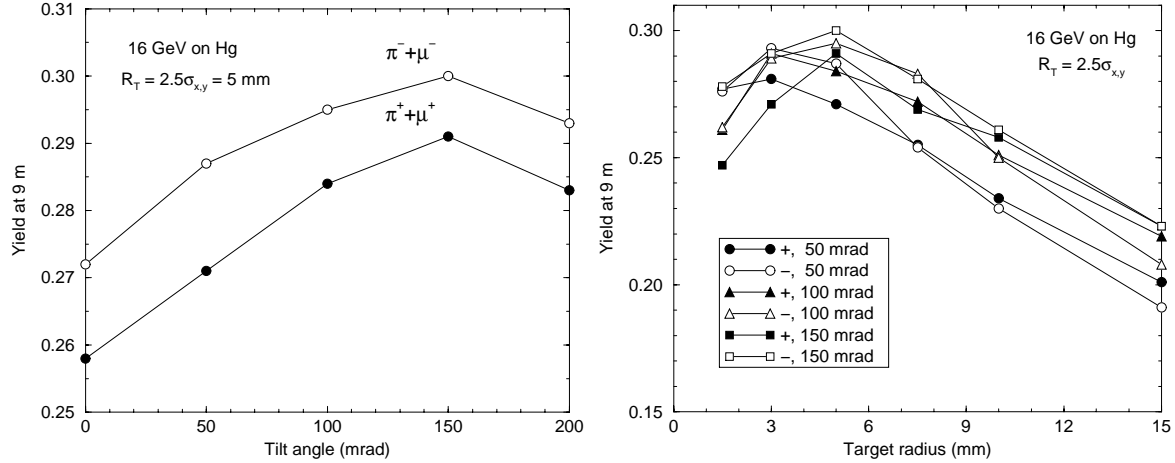 0.31
0.30
0.29
0.28
0.27
0.26
0.25
Yield at 9 m
0 50 100 150 200
Tilt angle (mrad)
16 GeV on Hg
R_T = 2.5σ_x,y = 5 mm
π⁻+μ⁻
π⁺+μ⁺
0.30
0.25
0.20
0.15
Yield at 9 m
0 3 6 9 12 15
Target radius (mm)
16 GeV on Hg
R_T = 2.5σ_x,y
+, 50 mrad
−, 50 mrad
+, 100 mrad
−, 100 mrad
+, 150 mrad
−, 150 mrad